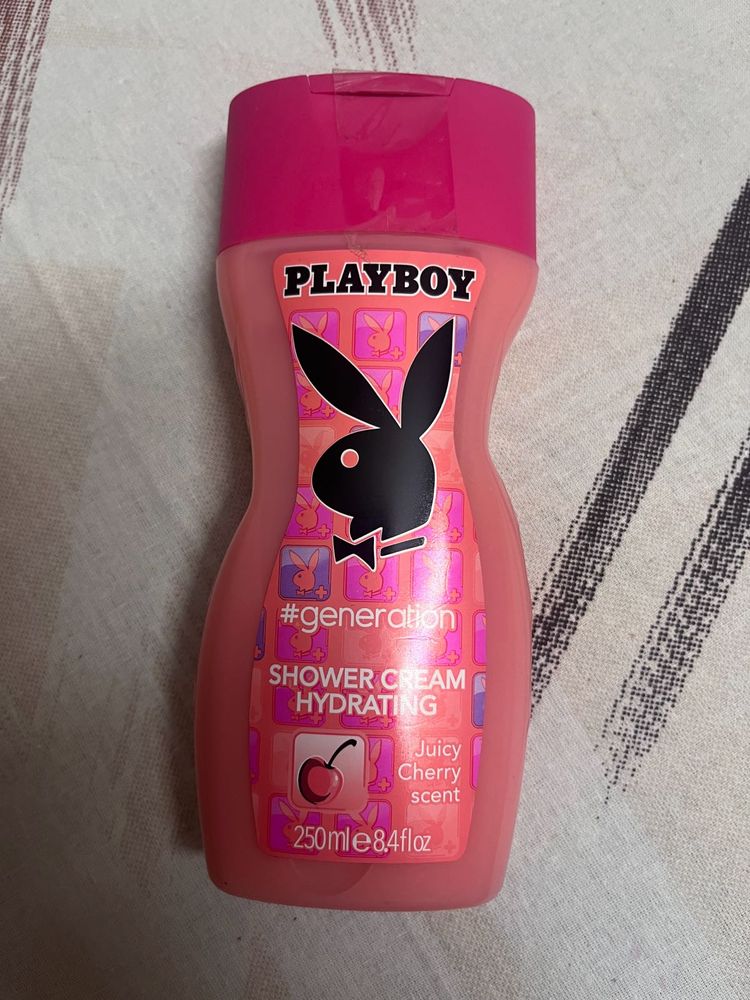 PLAYBOY
#generation
SHOWER CREAM
HYDRATING
Juicy
Cherry
scent
250ml℮8.4fl oz